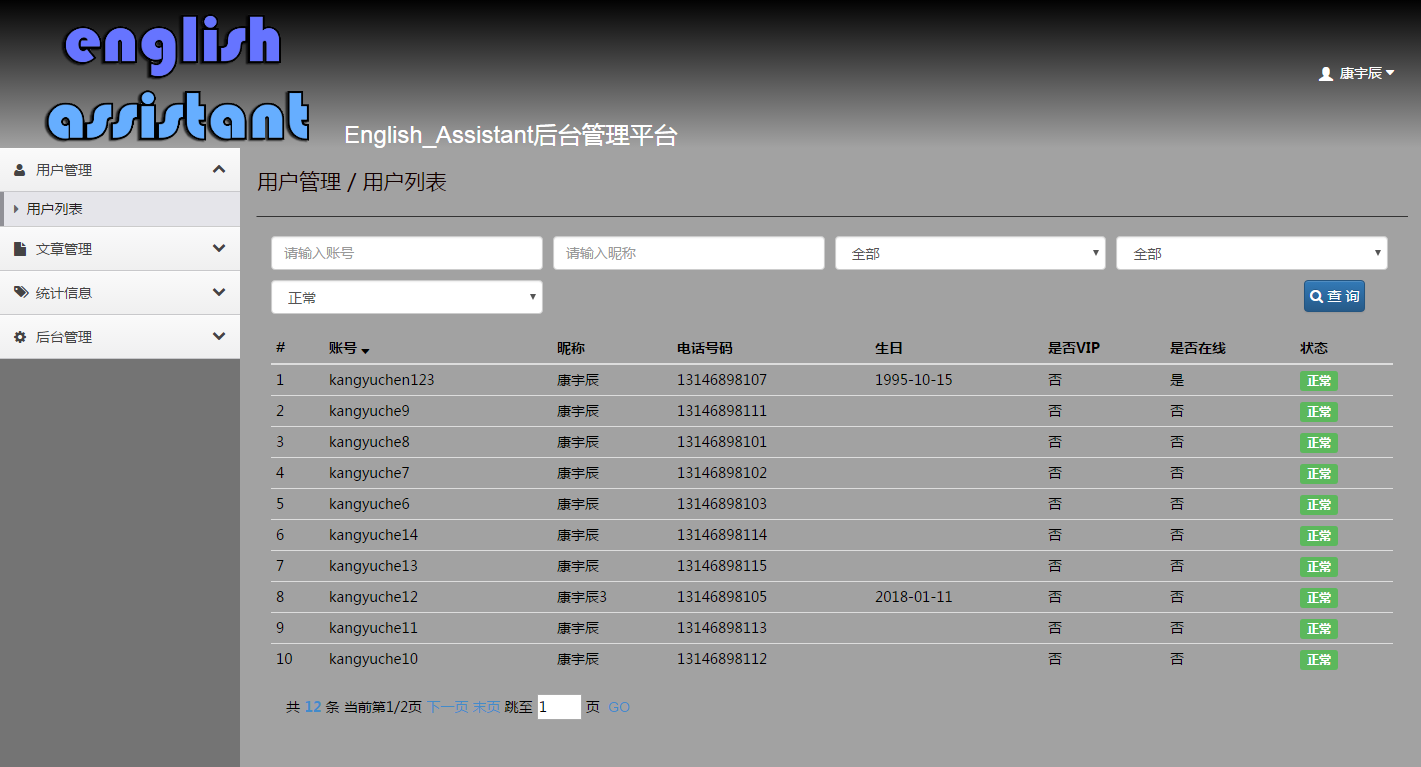 english
assistant
English_Assistant后台管理平台
康宇辰
用户管理
用户列表
文章管理
统计信息
后台管理
用户管理 / 用户列表
请输入账号 请输入昵称 全部 全部
正常 查 询
# 账号 昵称 电话号码 生日 是否VIP 是否在线 状态
1 kangyuchen123 康宇辰 13146898107 1995-10-15 否 是 正常
2 kangyuche9 康宇辰 13146898111 否 否 正常
3 kangyuche8 康宇辰 13146898101 否 否 正常
4 kangyuche7 康宇辰 13146898102 否 否 正常
5 kangyuche6 康宇辰 13146898103 否 否 正常
6 kangyuche14 康宇辰 13146898114 否 否 正常
7 kangyuche13 康宇辰 13146898115 否 否 正常
8 kangyuche12 康宇辰3 13146898105 2018-01-11 否 否 正常
9 kangyuche11 康宇辰 13146898113 否 否 正常
10 kangyuche10 康宇辰 13146898112 否 否 正常
共 12 条 当前第1/2页 下一页 末页 跳至 1 页 GO